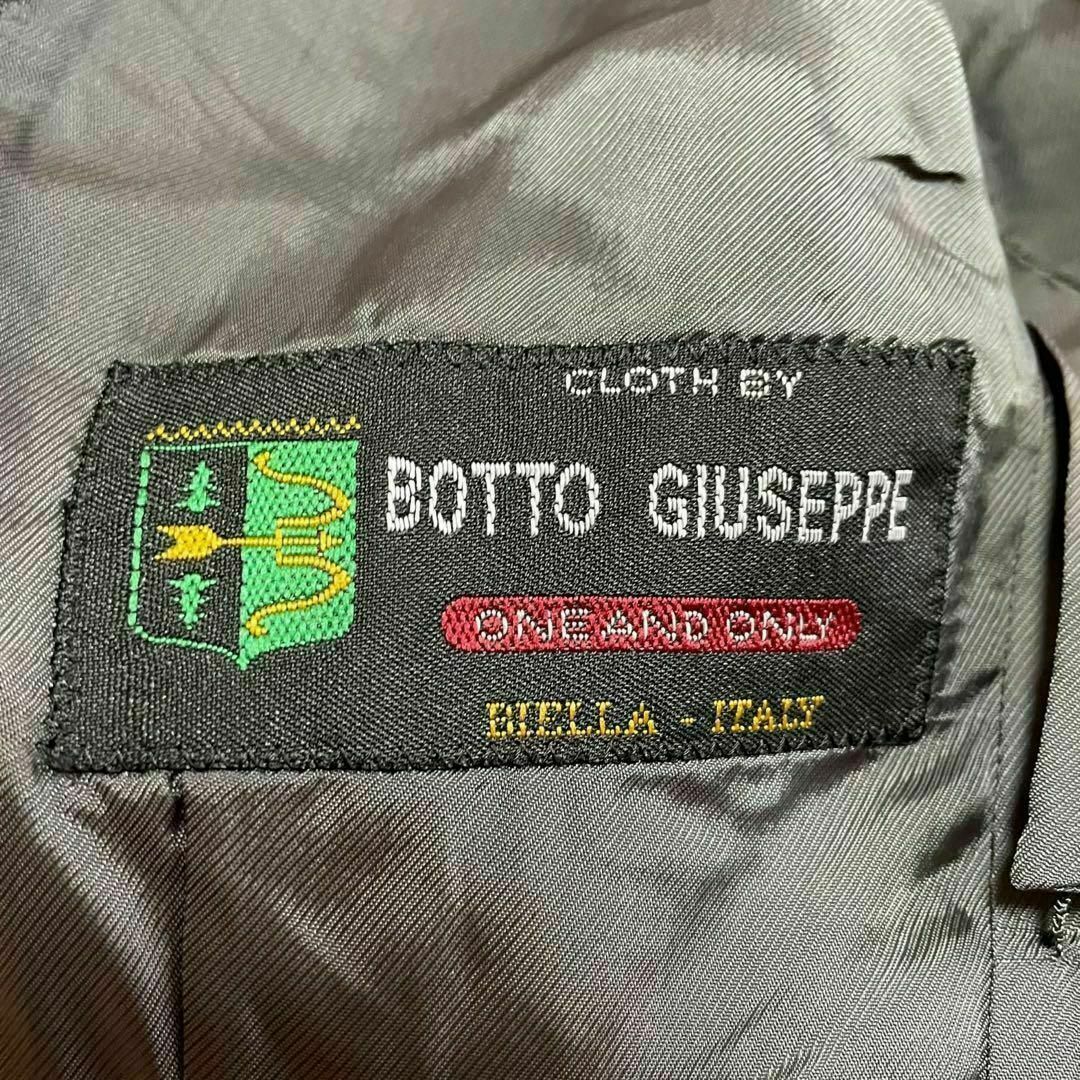 CLOTH BY
BOTTO GIUSEPPE
ONE AND ONLY
BIELLA - ITALY